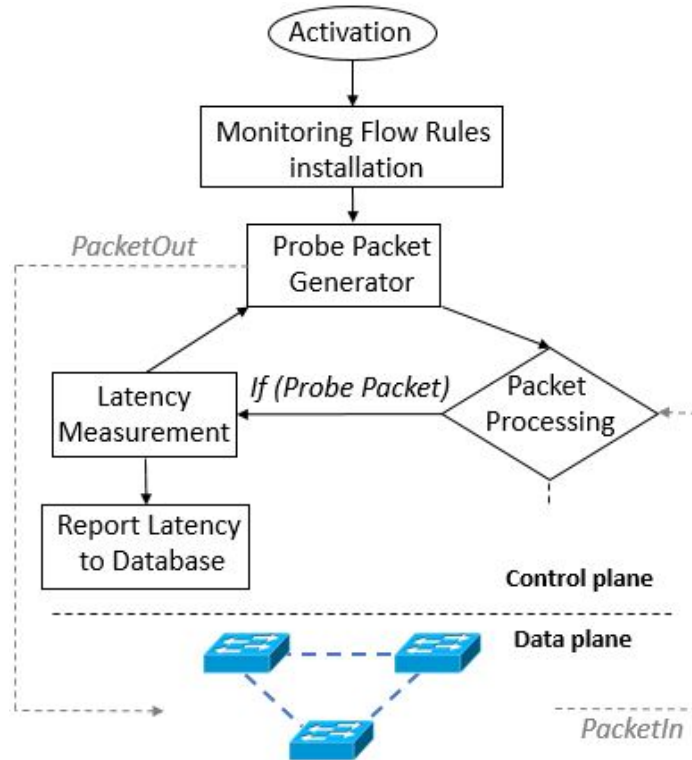 Activation
Monitoring Flow Rules
installation
PacketOut
Probe Packet
Generator
If (Probe Packet)
Packet
Processing
Latency
Measurement
Report Latency
to Database
Control plane
Data plane
PacketIn